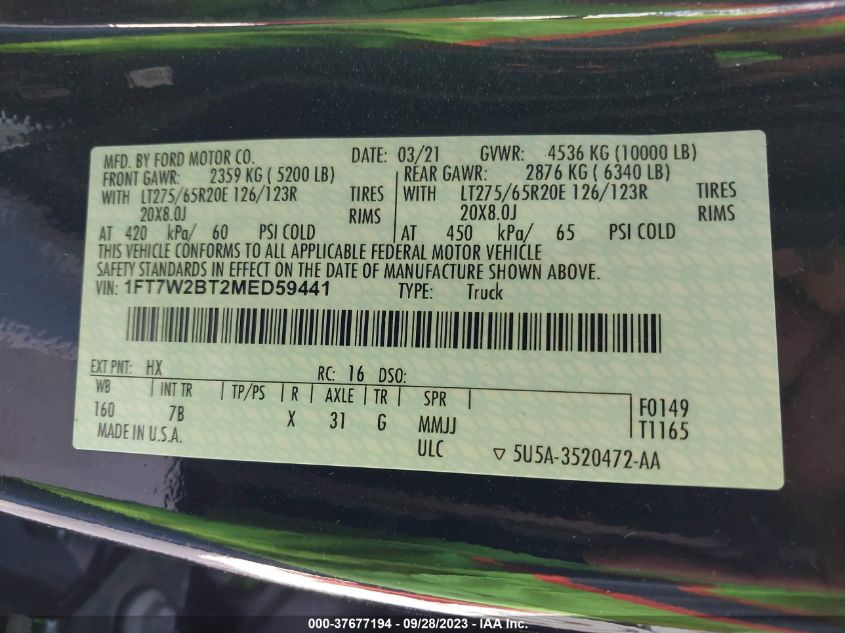 MFD. BY FORD MOTOR CO. DATE: 03/21 GVWR: 4536 KG (10000 LB)
FRONT GAWR: 2359 KG ( 5200 LB) REAR GAWR: 2876 KG ( 6340 LB)
WITH LT275/65R20E 126/123R TIRES WITH LT275/65R20E 126/123R TIRES
20X8.0J RIMS 20X8.0J RIMS
AT 420 kPa/ 60 PSI COLD AT 450 kPa/ 65 PSI COLD
THIS VEHICLE CONFORMS TO ALL APPLICABLE FEDERAL MOTOR VEHICLE
SAFETY STANDARDS IN EFFECT ON THE DATE OF MANUFACTURE SHOWN ABOVE.
VIN: 1FT7W2BT2MED59441 TYPE: Truck
EXT PNT: HX RC: 16 DSO:
WB INT TR TP/PS R AXLE TR SPR
160 7B X 31 G MMJJ F0149
MADE IN U.S.A. ULC T1165
▽ 5U5A-3520472-AA
000-37677194 - 09/28/2023 - IAA Inc.